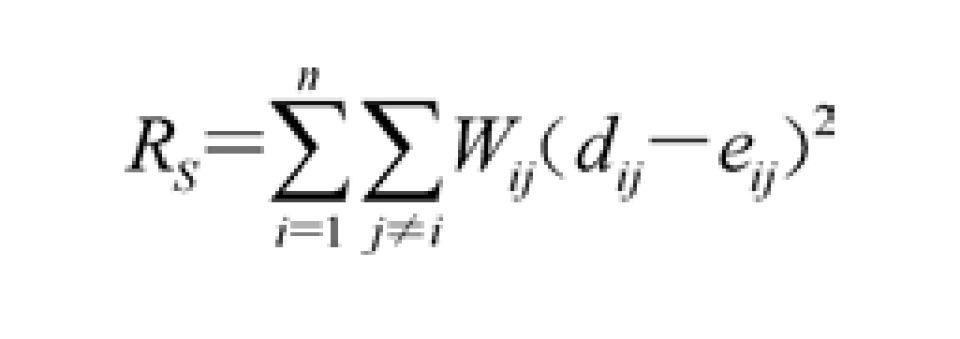 $R_S = \sum_{i=1}^{n} \sum_{j \neq i} W_{ij} (d_{ij} - e_{ij})^2$